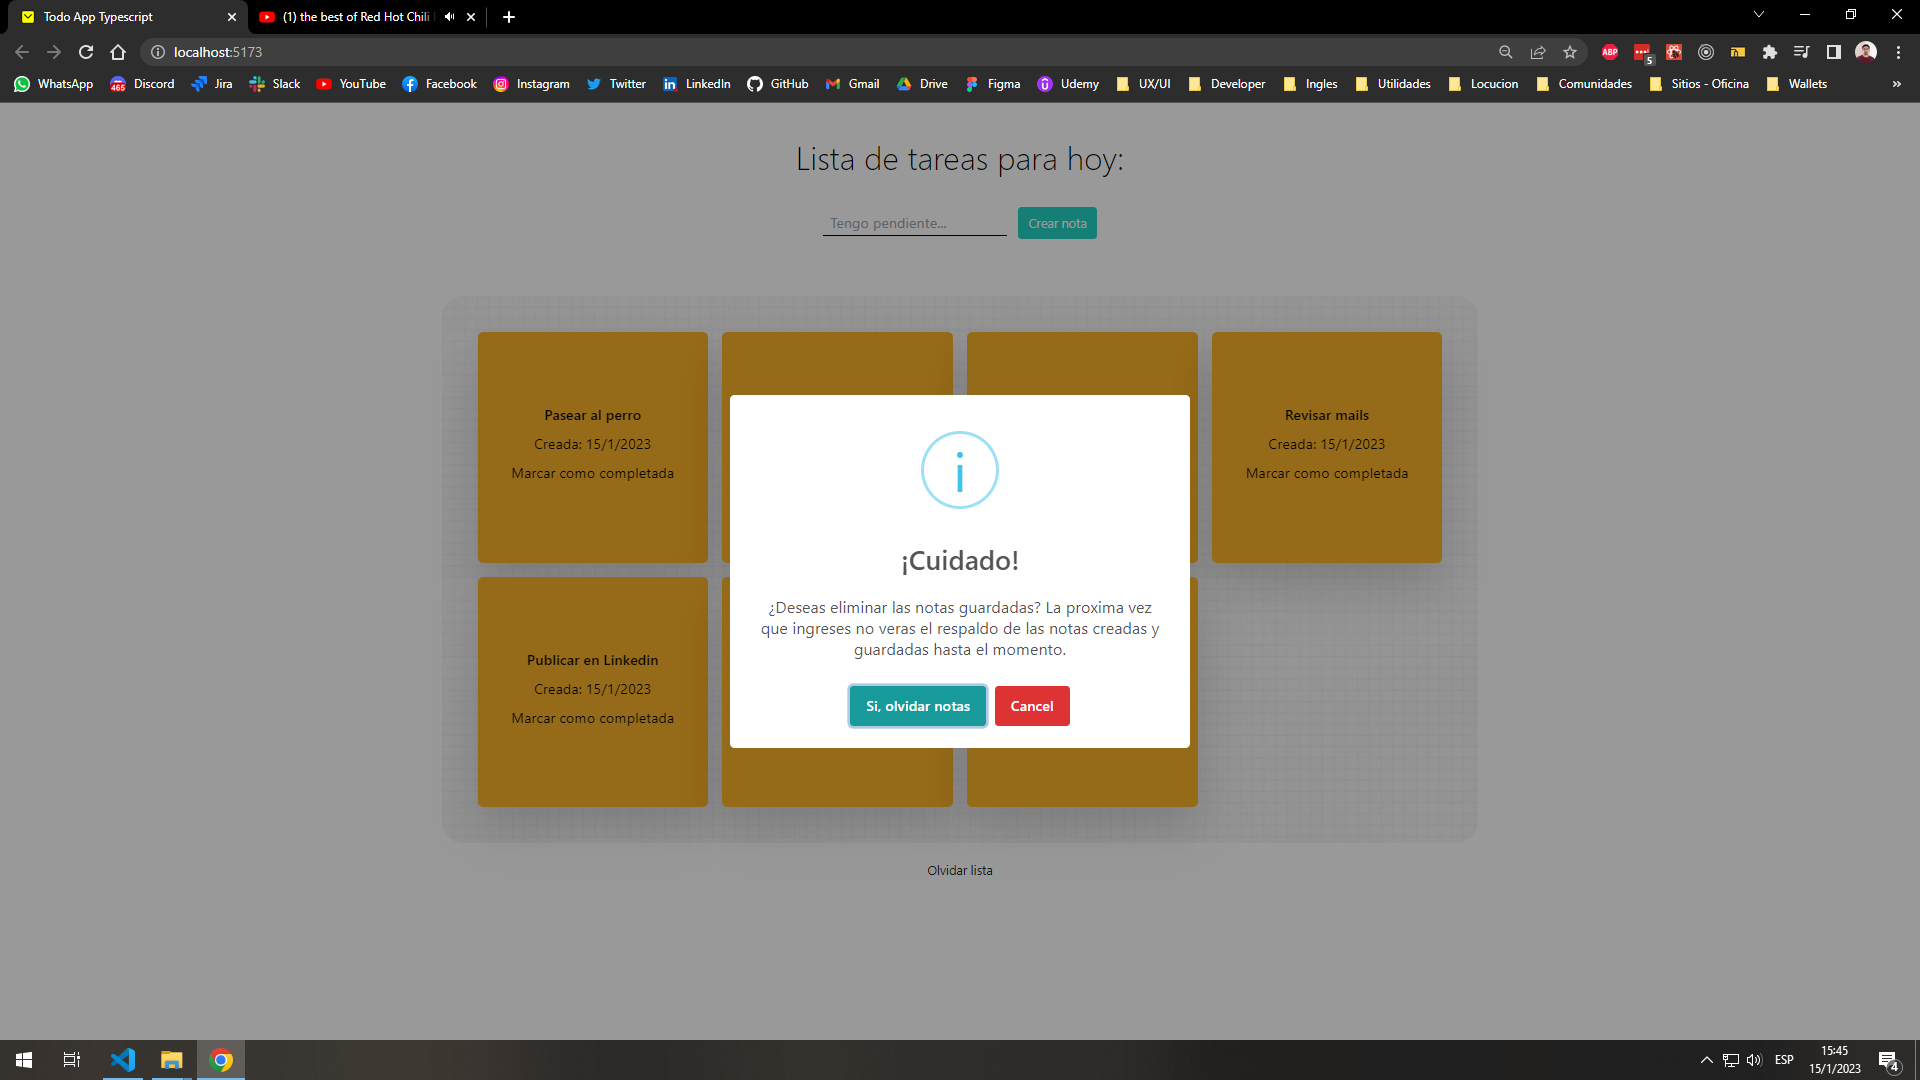 Todo App Typescript
(1) the best of Red Hot Chili
localhost:5173
ABP
5
WhatsApp
465
Discord
Jira
Slack
YouTube
Facebook
Instagram
Twitter
LinkedIn
GitHub
Gmail
Drive
Figma
Udemy
UX/UI
Developer
Ingles
Utilidades
Locucion
Comunidades
Sitios - Oficina
Wallets
»
Lista de tareas para hoy:
Tengo pendiente...
Crear nota
Pasear al perro
Creada: 15/1/2023
Marcar como completada
Revisar mails
Creada: 15/1/2023
Marcar como completada
Publicar en Linkedin
Creada: 15/1/2023
Marcar como completada
¡Cuidado!
¿Deseas eliminar las notas guardadas? La proxima vez
que ingreses no veras el respaldo de las notas creadas y
guardadas hasta el momento.
Si, olvidar notas
Cancel
Olvidar lista
ESP
15:45
15/1/2023
4